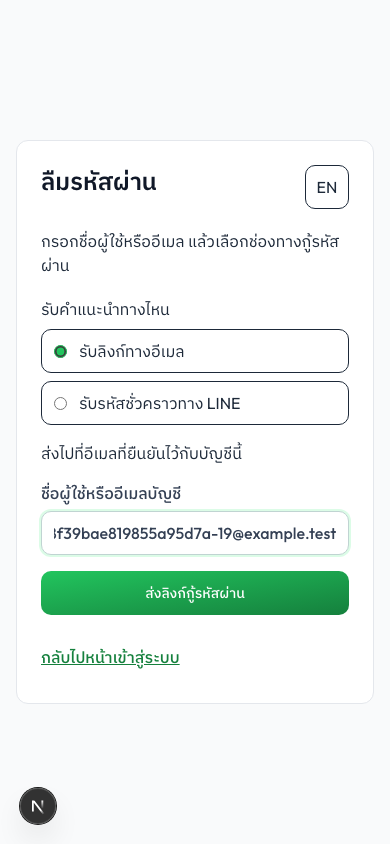 ลืมรหัสผ่าน
EN
กรอกชื่อผู้ใช้หรืออีเมล แล้วเลือกช่องทางกู้รหัส
ผ่าน
รับคำแนะนำทางไหน
รับลิงก์ทางอีเมล
รับรหัสชั่วคราวทาง LINE
ส่งไปที่อีเมลที่ยืนยันไว้กับบัญชีนี้
ชื่อผู้ใช้หรืออีเมลบัญชี
f39bae819855a95d7a-19@example.test
ส่งลิงก์กู้รหัสผ่าน
กลับไปหน้าเข้าสู่ระบบ
N